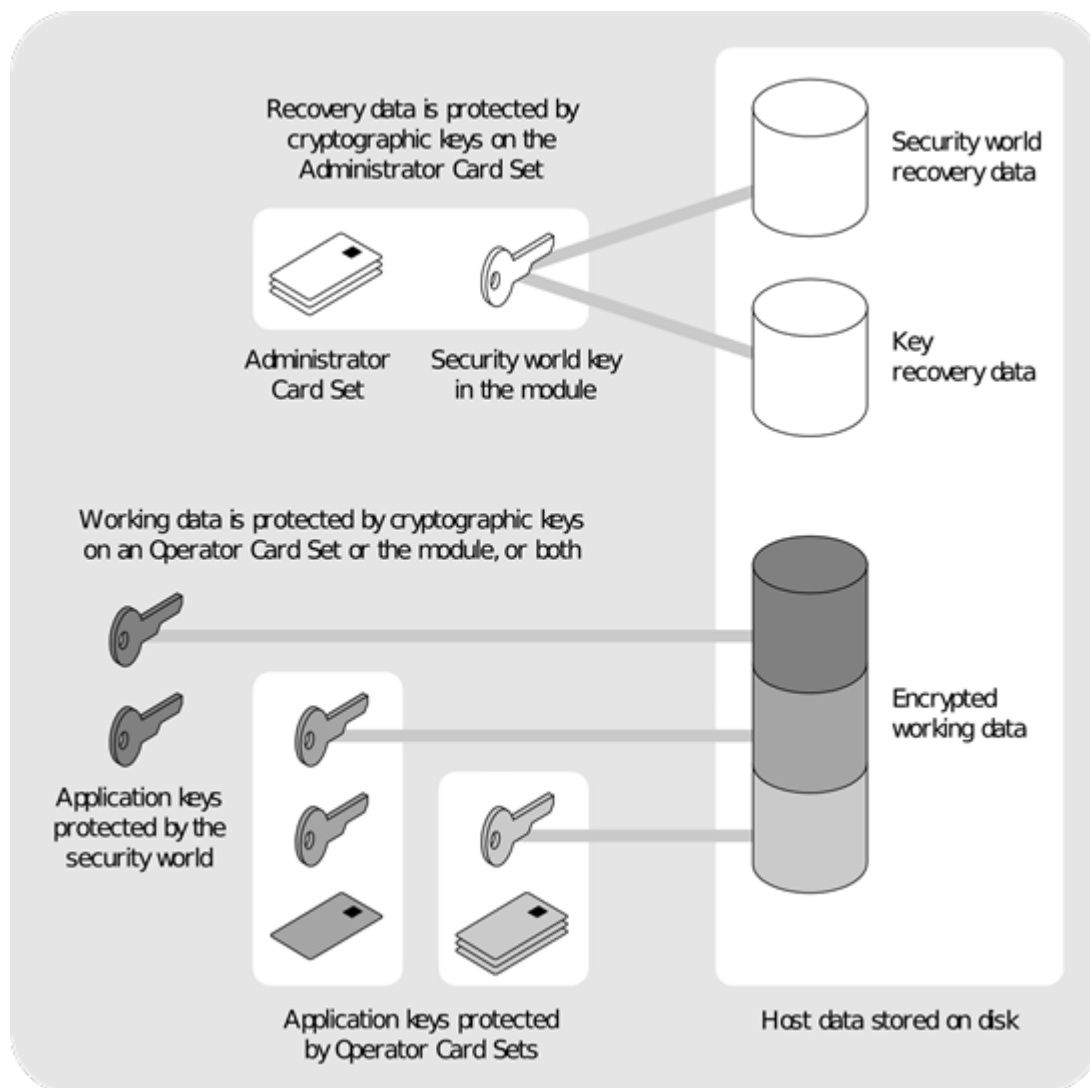 Recovery data is protected by
cryptographic keys on the
Administrator Card Set
Security world
recovery data
Administrator
Card Set
Security world key
in the module
Key
recovery data
Working data is protected by cryptographic keys
on an Operator Card Set or the module, or both
Encrypted
working data
Application keys
protected by the
security world
Application keys protected
by Operator Card Sets
Host data stored on disk